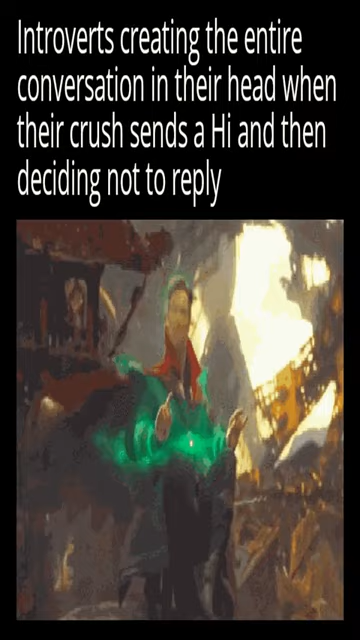 Introverts creating the entire
conversation in their head when
their crush sends a Hi and then
deciding not to reply